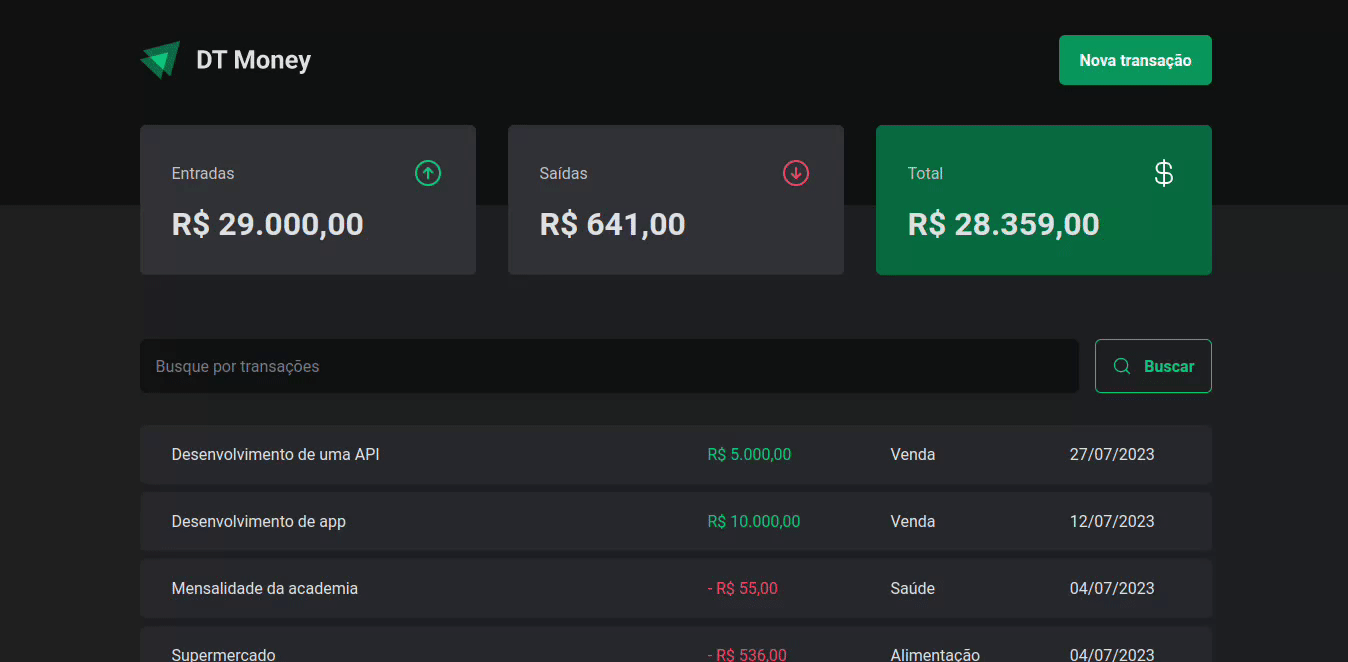 DT Money
Nova transação
Entradas
Saídas
Total
$
R$ 29.000,00
R$ 641,00
R$ 28.359,00
Busque por transações
Buscar
Desenvolvimento de uma API R$ 5.000,00 Venda 27/07/2023
Desenvolvimento de app R$ 10.000,00 Venda 12/07/2023
Mensalidade da academia - R$ 55,00 Saúde 04/07/2023
Supermercado - R$ 536,00 Alimentação 04/07/2023